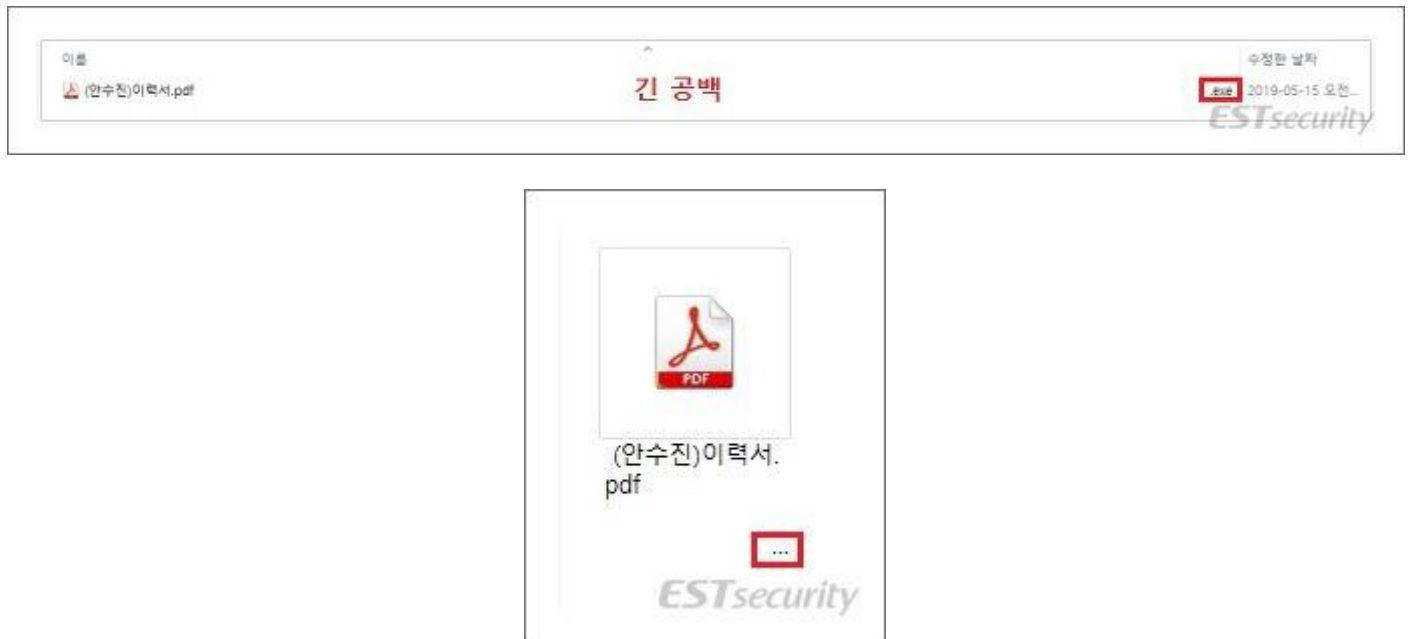 이름 수정한 날짜
(안수진)이력서.pdf 긴 공백 .exe 2019-05-15 오전...
ESTsecurity
PDF
(안수진)이력서.
pdf
...
ESTsecurity